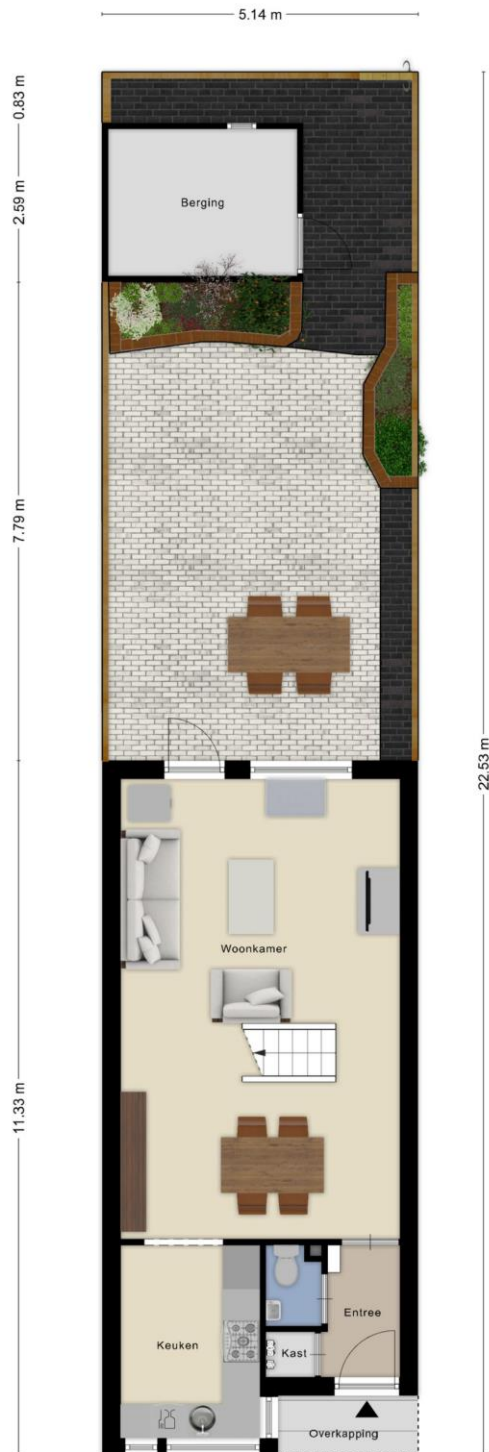 5.14 m
0.83 m
2.59 m
Berging
7.79 m
22.53 m
Woonkamer
11.33 m
Keuken
Entree
Kast
Overkapping